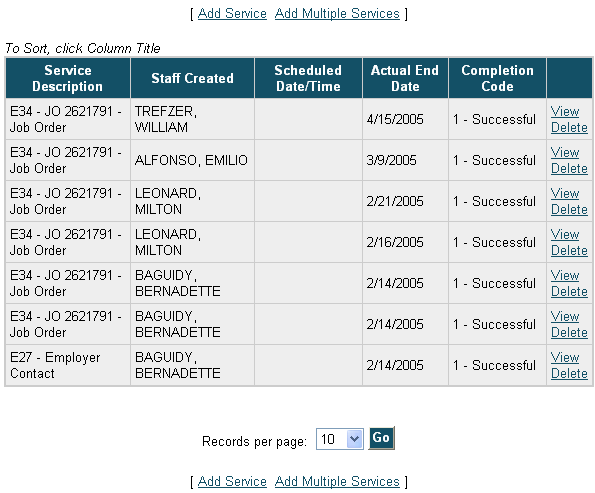 [ Add Service Add Multiple Services ]
To Sort, click Column Title
Service Description Staff Created Scheduled Date/Time Actual End Date Completion Code
E34 - JO 2621791 - Job Order TREFZER, WILLIAM 4/15/2005 1 - Successful View Delete
E34 - JO 2621791 - Job Order ALFONSO, EMILIO 3/9/2005 1 - Successful View Delete
E34 - JO 2621791 - Job Order LEONARD, MILTON 2/21/2005 1 - Successful View Delete
E34 - JO 2621791 - Job Order LEONARD, MILTON 2/16/2005 1 - Successful View Delete
E34 - JO 2621791 - Job Order BAGUIDY, BERNADETTE 2/14/2005 1 - Successful View Delete
E34 - JO 2621791 - Job Order BAGUIDY, BERNADETTE 2/14/2005 1 - Successful View Delete
E27 - Employer Contact BAGUIDY, BERNADETTE 2/14/2005 1 - Successful View Delete
Records per page: 10 Go
[ Add Service Add Multiple Services ]